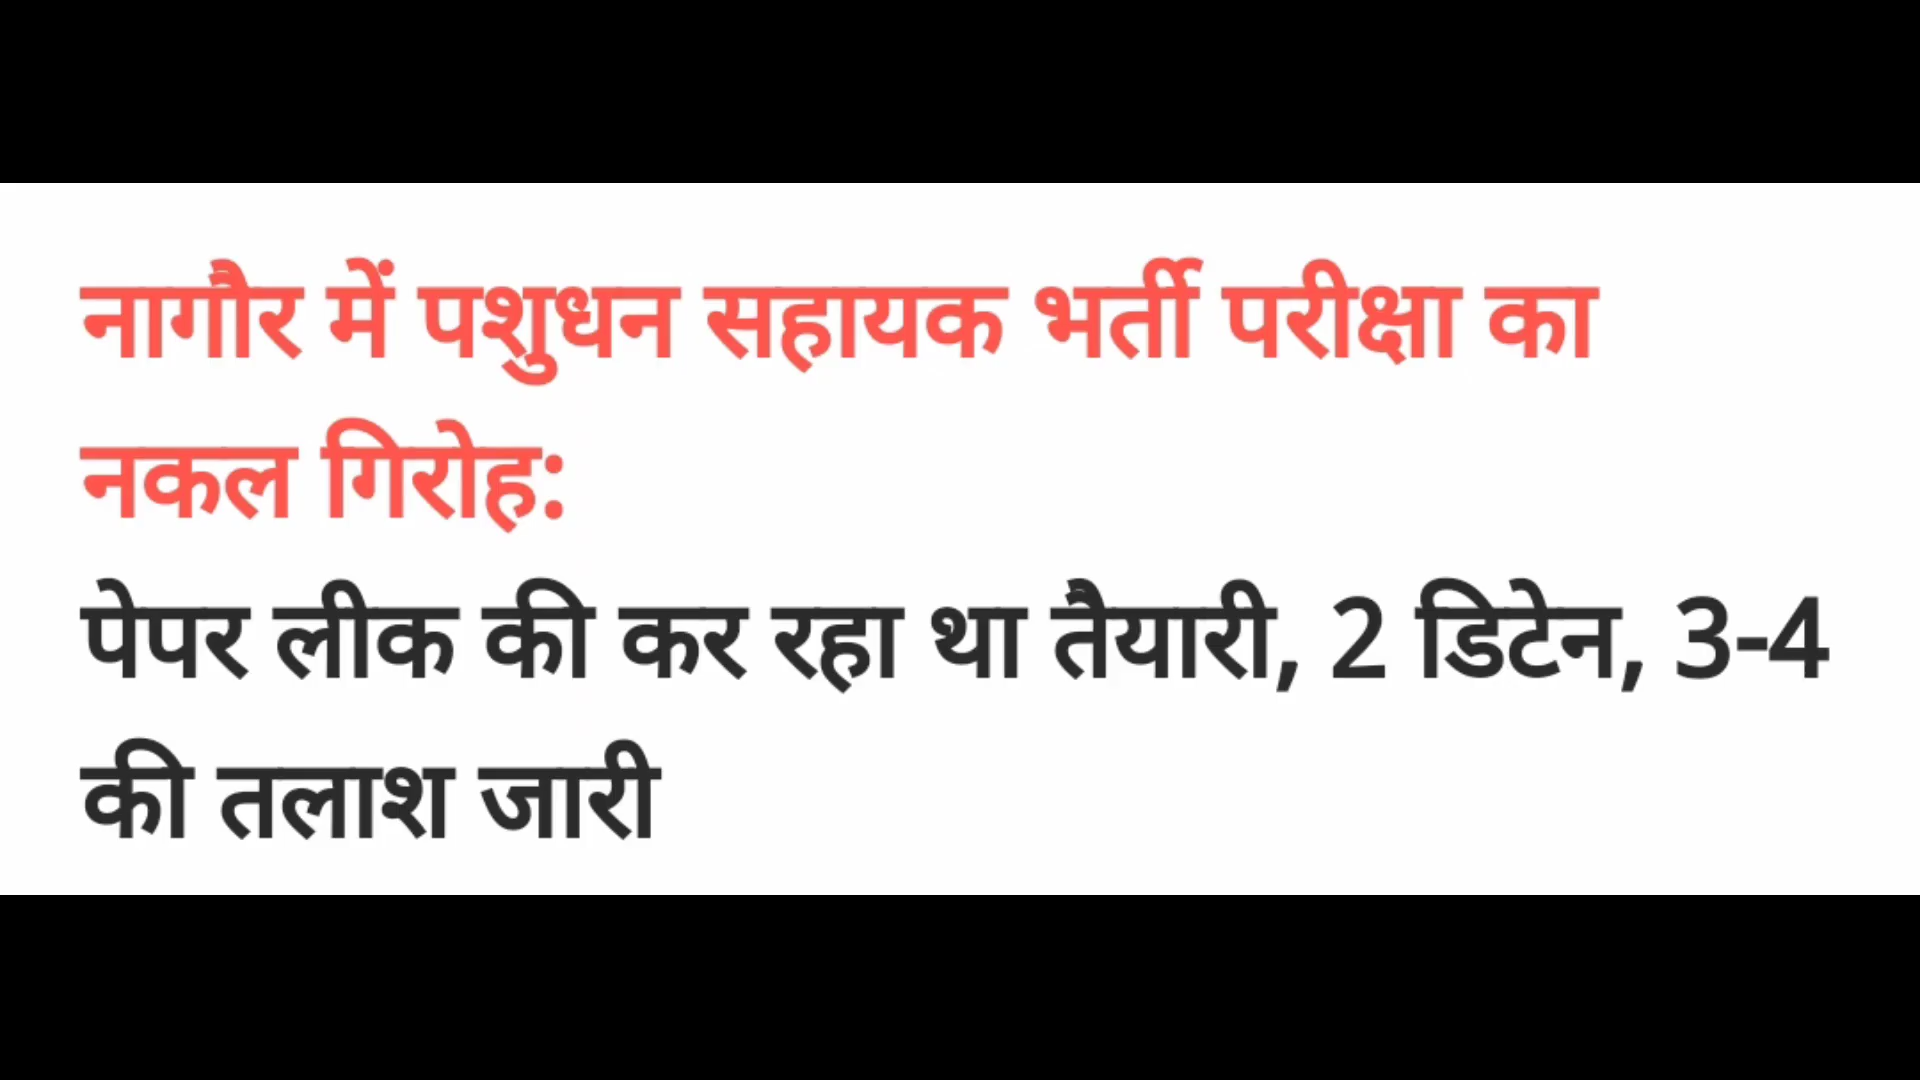 नागौर में पशुधन सहायक भर्ती परीक्षा का
नकल गिरोह:
पेपर लीक की कर रहा था तैयारी, 2 डिटेन, 3-4
की तलाश जारी